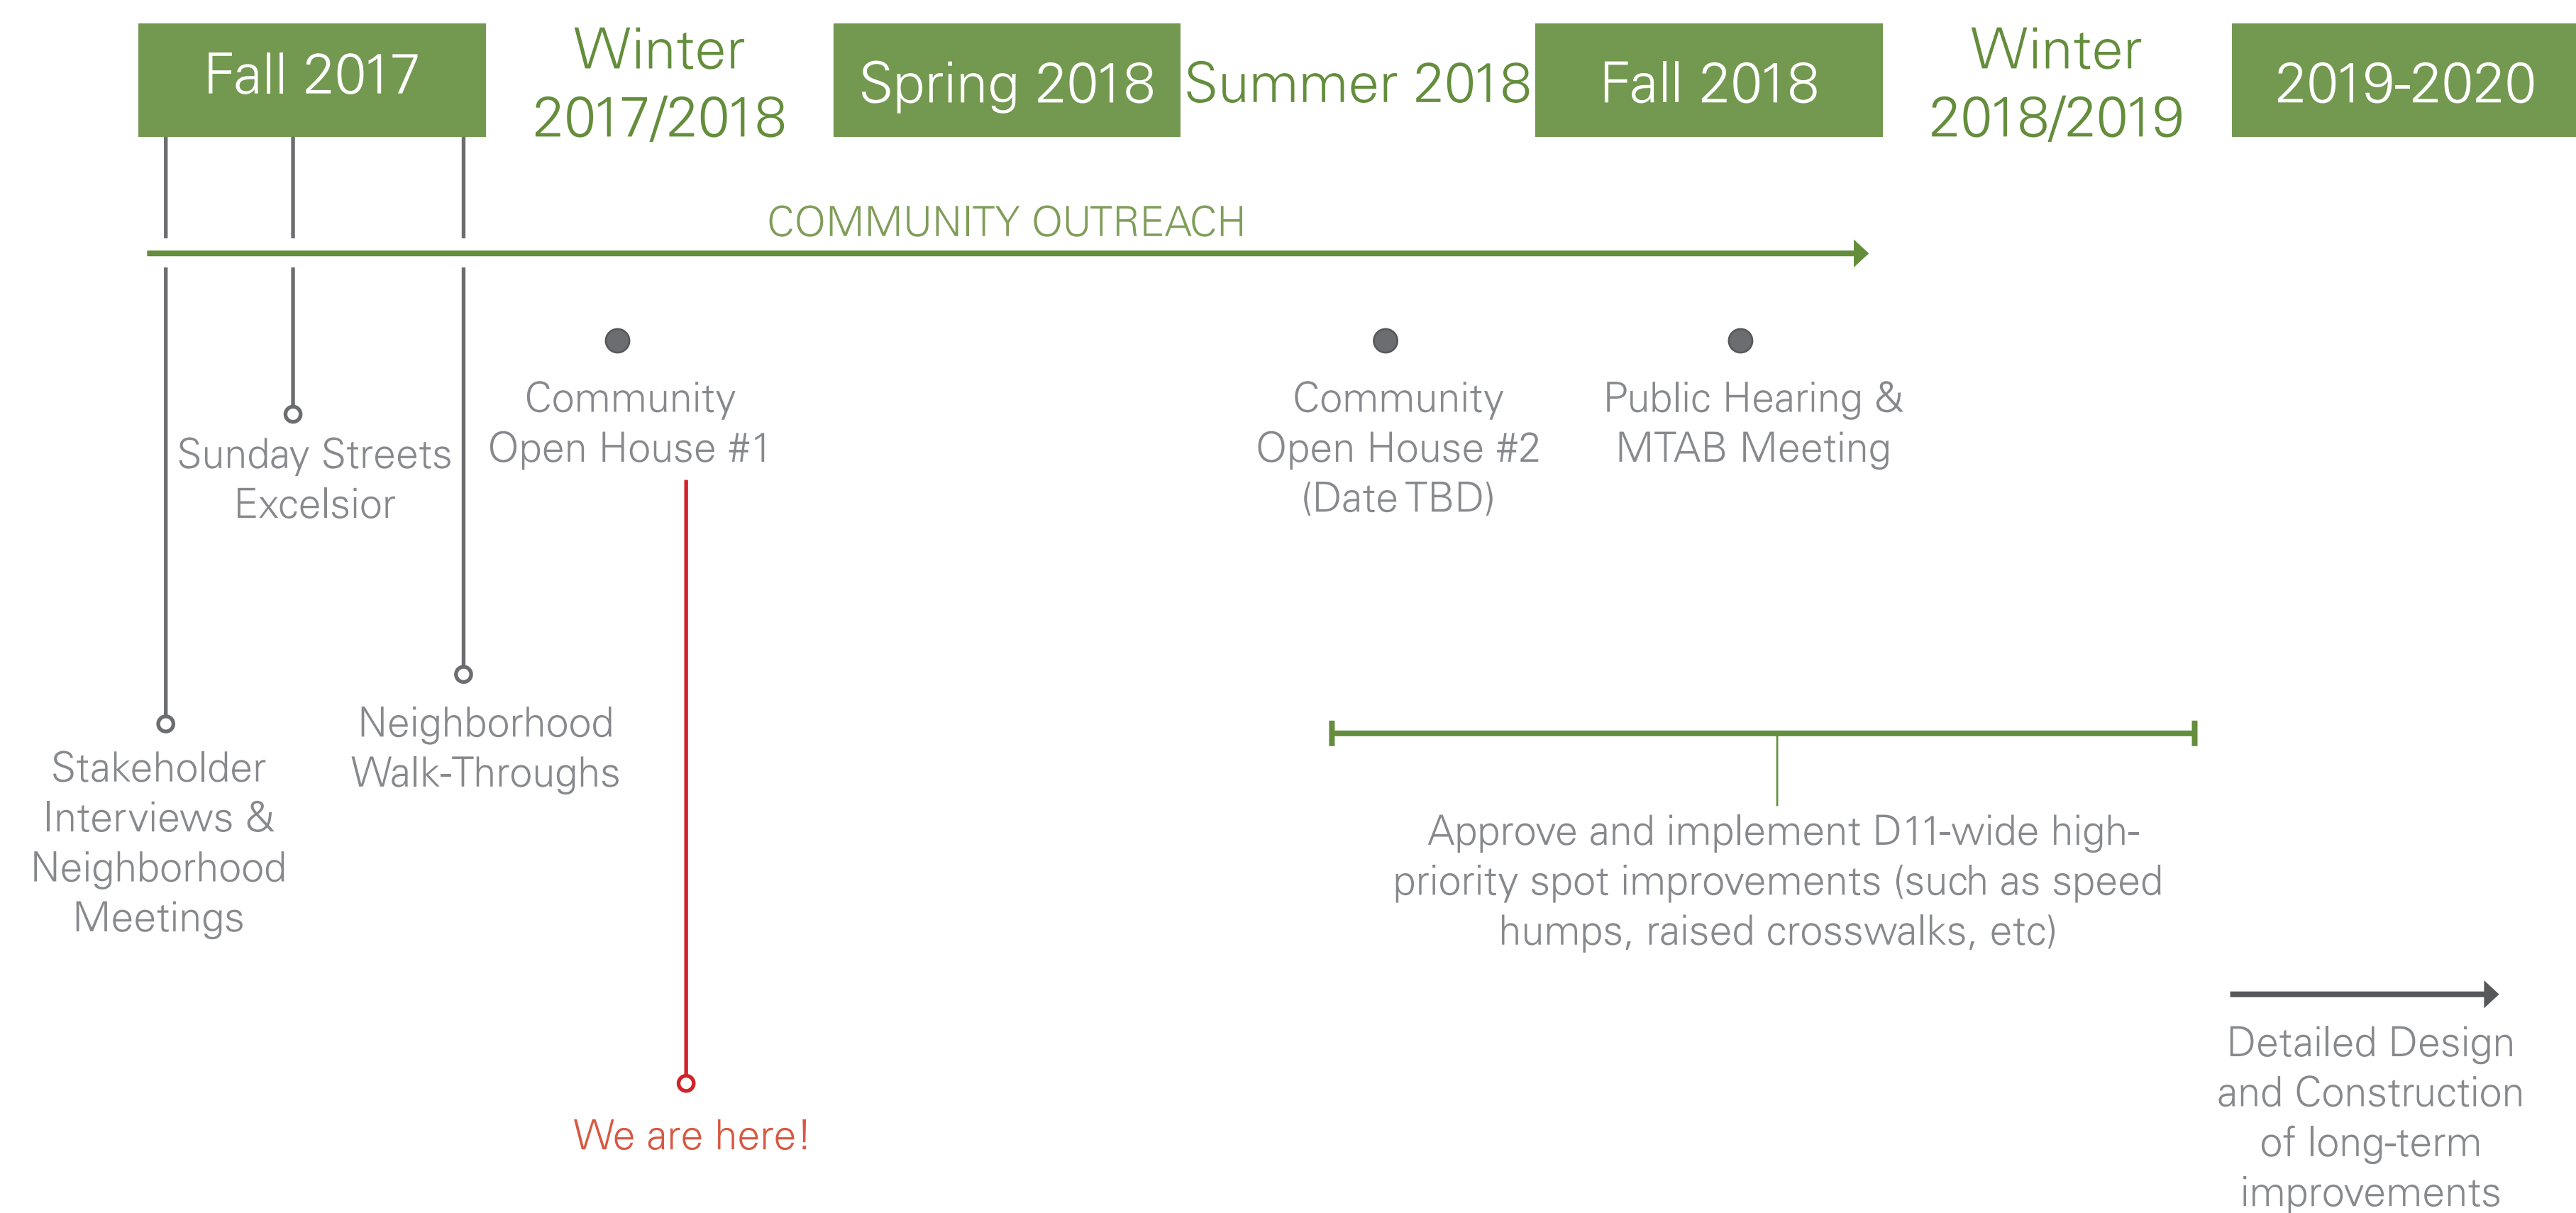 Fall 2017
Winter
2017/2018
Spring 2018
Summer 2018
Fall 2018
Winter
2018/2019
2019-2020
COMMUNITY OUTREACH
Sunday Streets
Excelsior
Community
Open House #1
Community
Open House #2
(Date TBD)
Public Hearing &
MTAB Meeting
Stakeholder
Interviews &
Neighborhood
Meetings
Neighborhood
Walk-Throughs
Approve and implement D11-wide high-
priority spot improvements (such as speed
humps, raised crosswalks, etc)
We are here!
Detailed Design
and Construction
of long-term
improvements